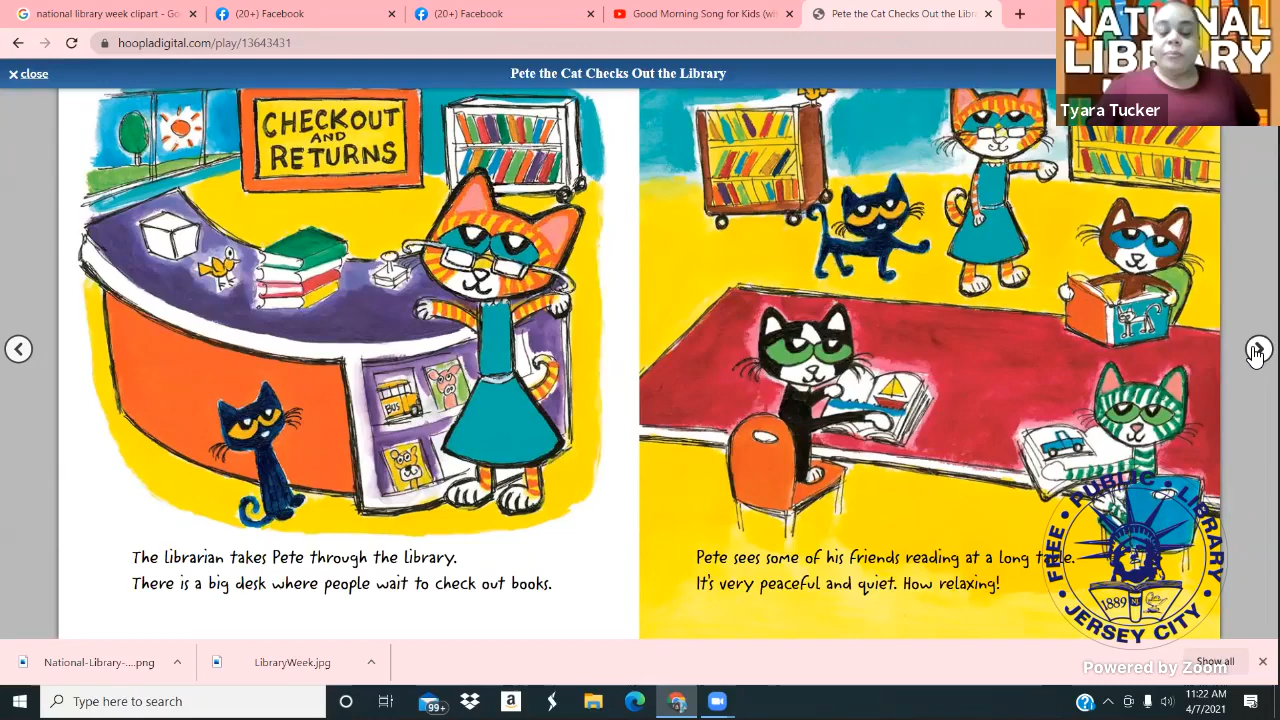 national library week clipart - Goo
(20+) Facebook
(20+) Facebook
Good Morning Song for Kids (wi
Pete the Cat Checks Out the Libra
hoopladigital.com/play/13643431
close
Pete the Cat Checks Out the Library
NATIONAL
LIBRARY
Tyara Tucker
CHECKOUT
AND
RETURNS
BUS
The librarian takes Pete through the library.
There is a big desk where people wait to check out books.
Pete sees some of his friends reading at a long table.
It's very peaceful and quiet. How relaxing!
FREE • PUBLIC • LIBRARY
1889 NJ
JERSEY CITY
Powered by Zoom
National-Library-....png
LibraryWeek.jpg
Show all
Type here to search
99+
11:22 AM
4/7/2021